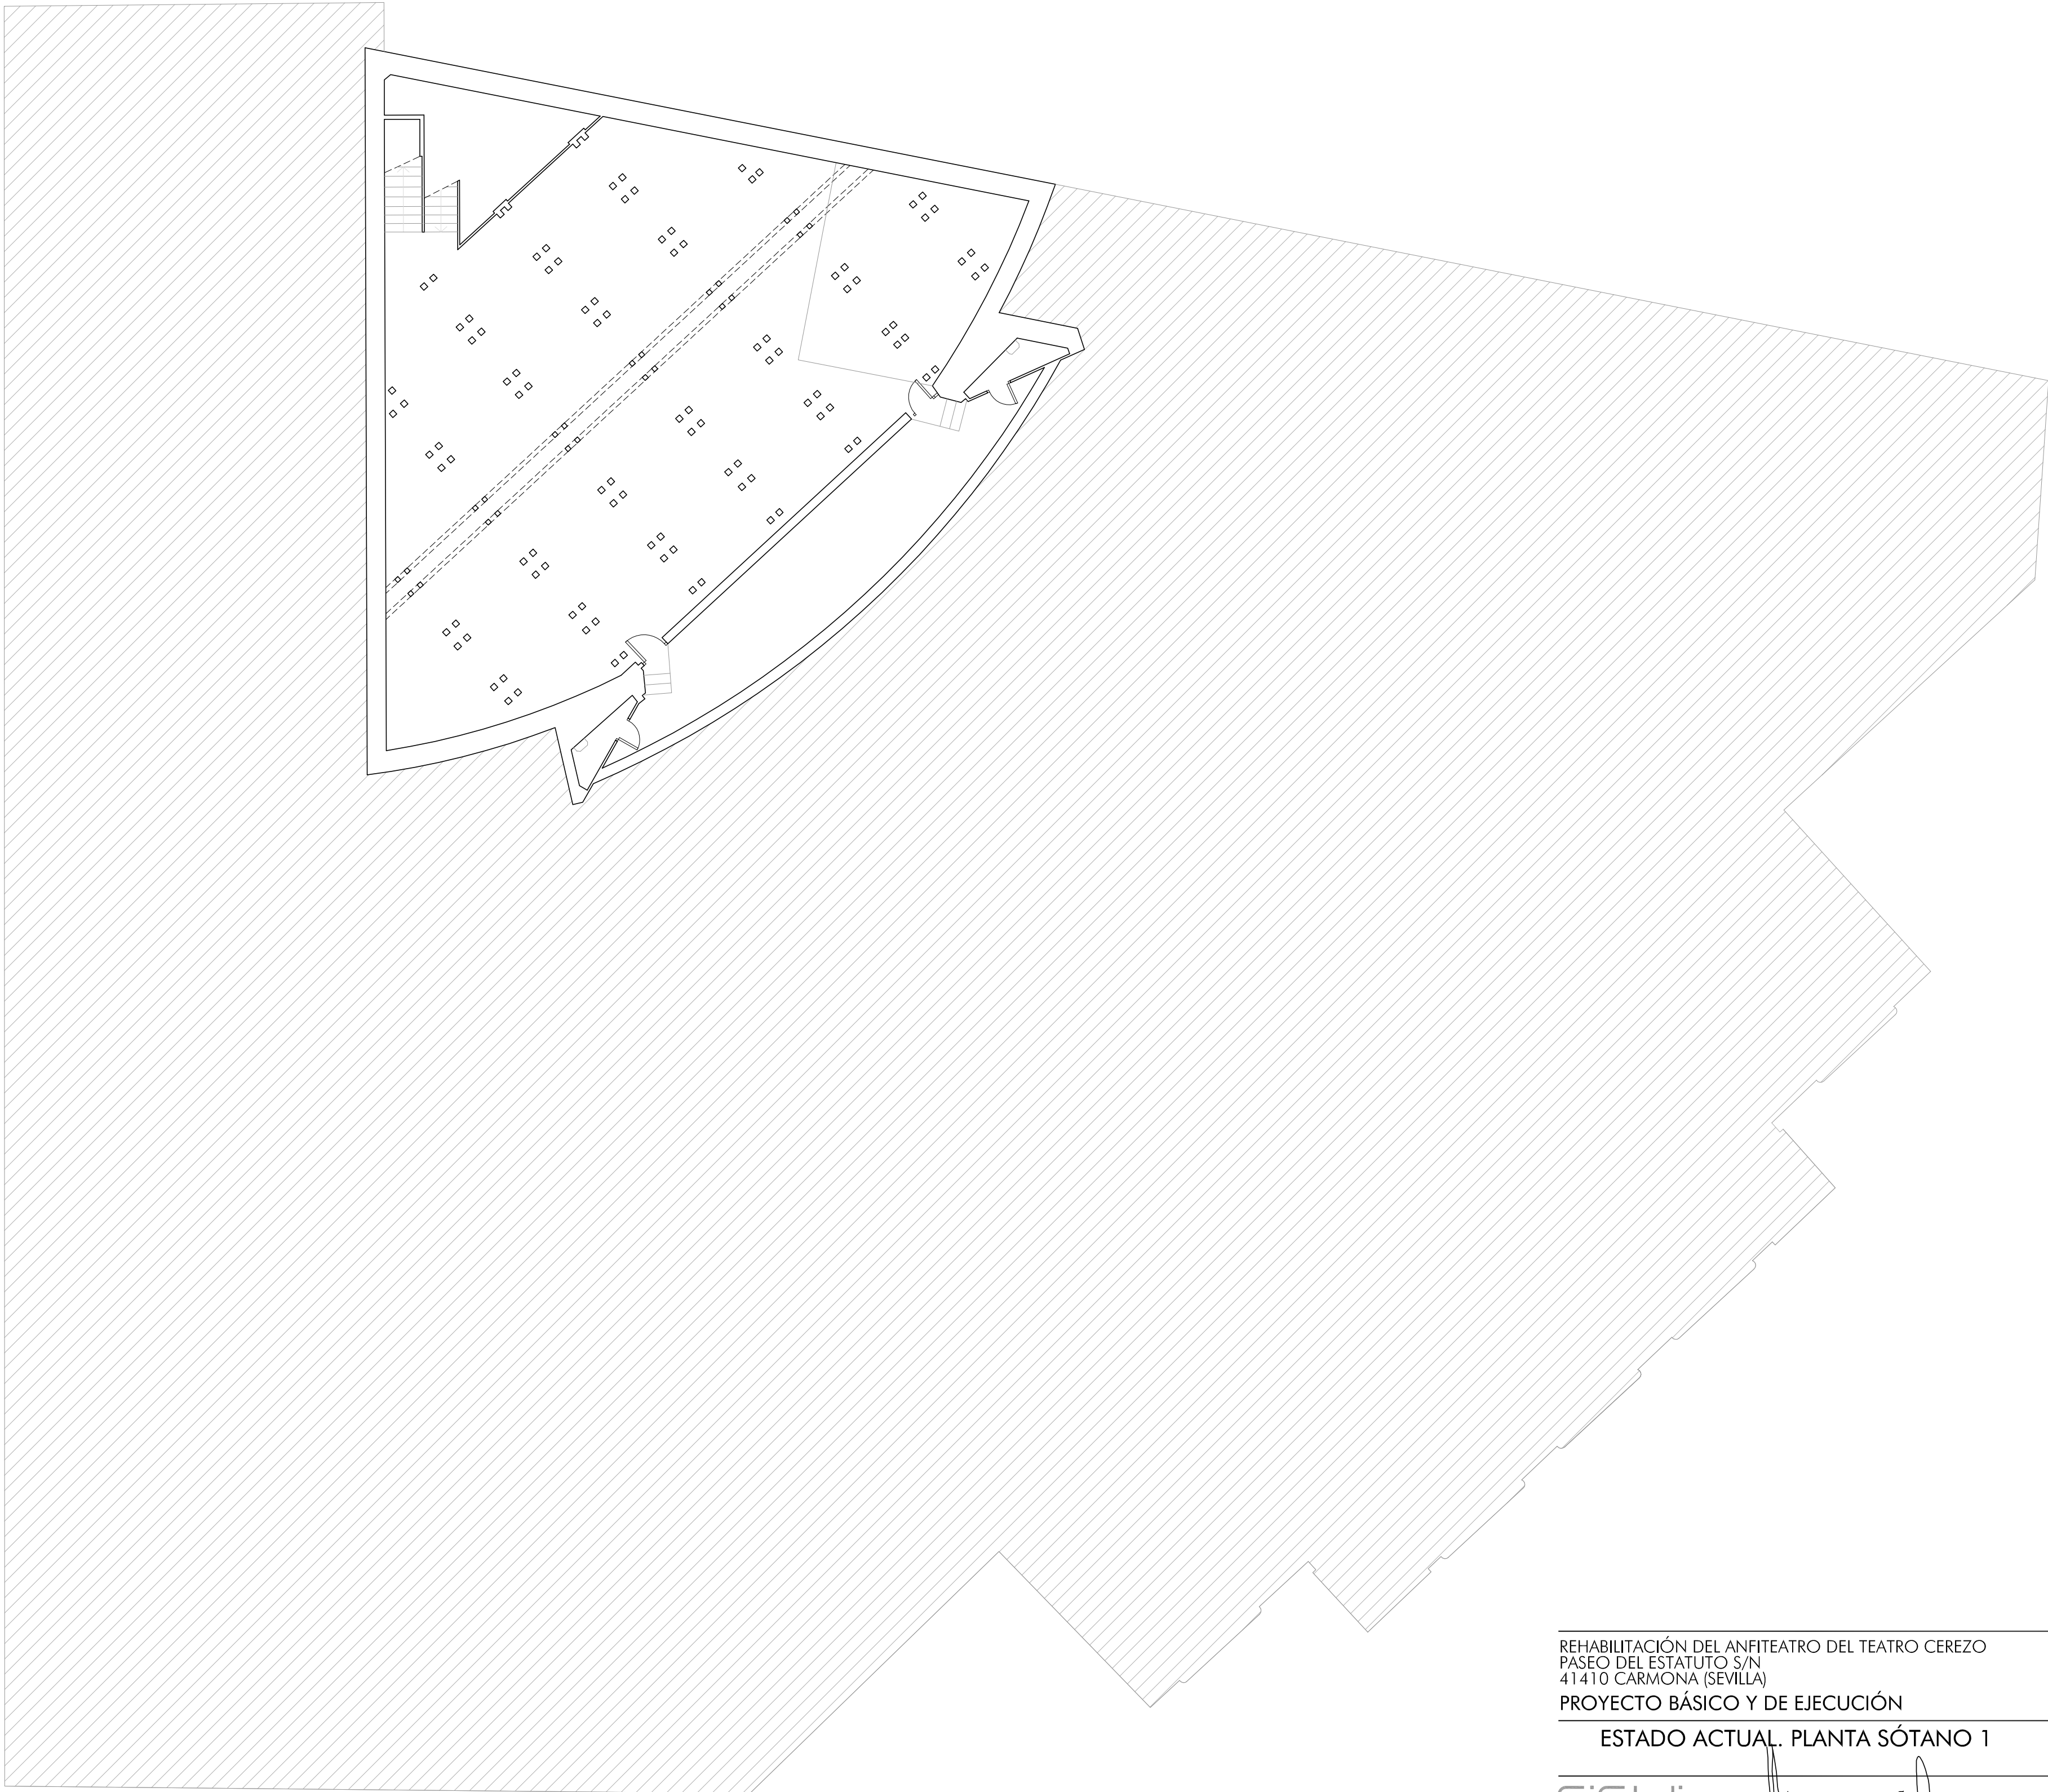 REHABILITACIÓN DEL ANFITEATRO DEL TEATRO CEREZO
PASEO DEL ESTATUTO S/N
41410 CARMONA (SEVILLA)
PROYECTO BÁSICO Y DE EJECUCIÓN
ESTADO ACTUAL. PLANTA SÓTANO 1